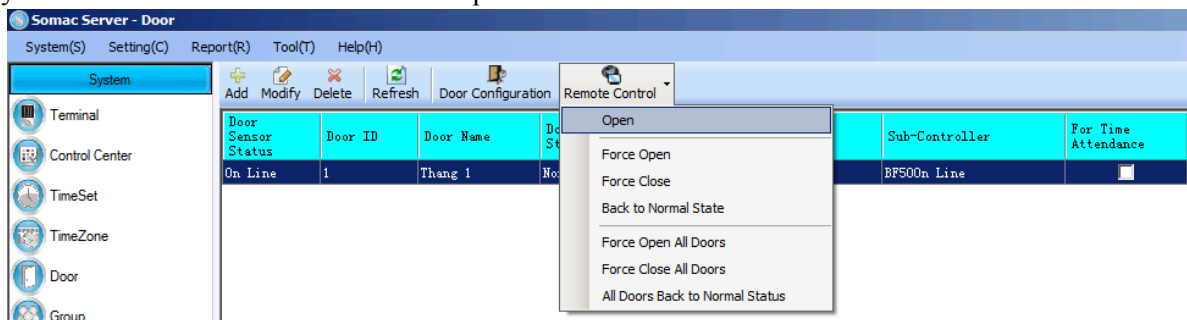 Somac Server - Door
System(S) Setting(C) Report(R) Tool(T) Help(H)
System
Add Modify Delete Refresh Door Configuration Remote Control
Terminal
Control Center
TimeSet
TimeZone
Door
Group
Door Sensor Status
Door ID
Door Name
Sub-Controller
For Time Attendance
On Line
1
Thang 1
BF500n Line
Open
Force Open
Force Close
Back to Normal State
Force Open All Doors
Force Close All Doors
All Doors Back to Normal Status